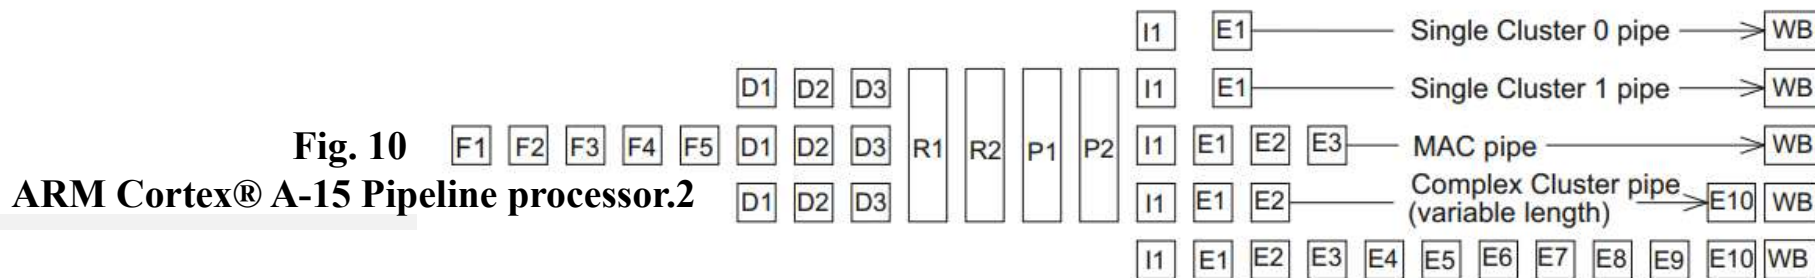 I1 E1 Single Cluster 0 pipe WB
D1 D2 D3 I1 E1 Single Cluster 1 pipe WB
Fig. 10 F1 F2 F3 F4 F5 D1 D2 D3 R1 R2 P1 P2 I1 E1 E2 E3 MAC pipe WB
ARM Cortex® A-15 Pipeline processor.2 D1 D2 D3 I1 E1 E2 Complex Cluster pipe
(variable length) E10 WB
I1 E1 E2 E3 E4 E5 E6 E7 E8 E9 E10 WB